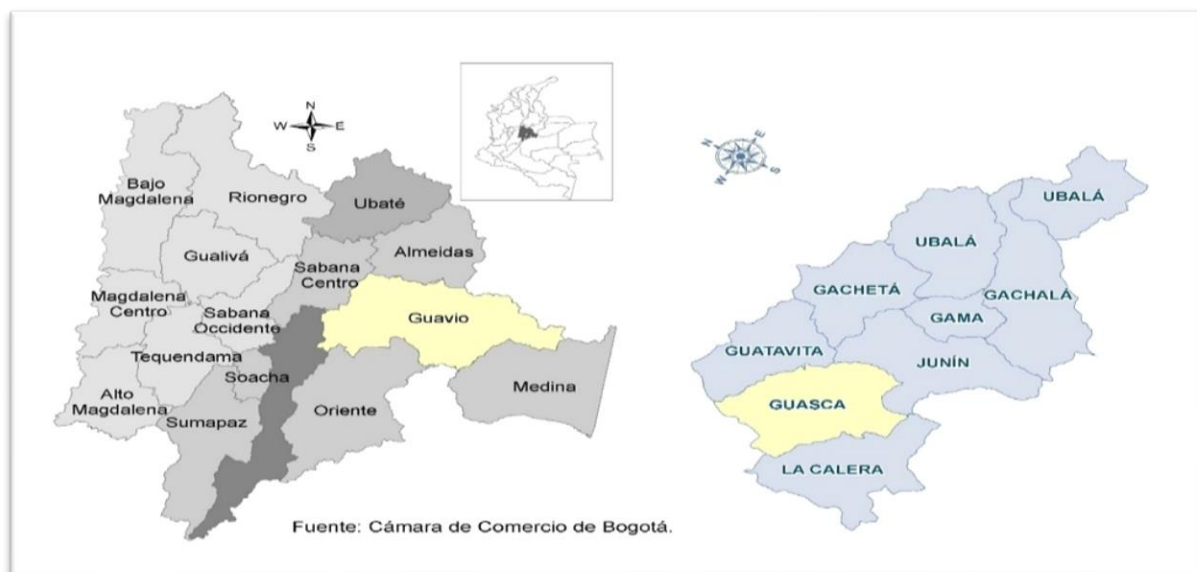 N
W E
S
Bajo
Magdalena
Rionegro
Ubaté
Gualivá
Almeidas
Sabana
Centro
Magdalena
Centro
Sabana
Occidente
Guavio
Tequendama
Soacha
Medina
Alto
Magdalena
Sumapaz
Oriente
Fuente: Cámara de Comercio de Bogotá.
N E
W S
UBALÁ
UBALÁ
GACHETÁ
GACHALÁ
GAMA
GUATAVITA
JUNÍN
GUASCA
LA CALERA